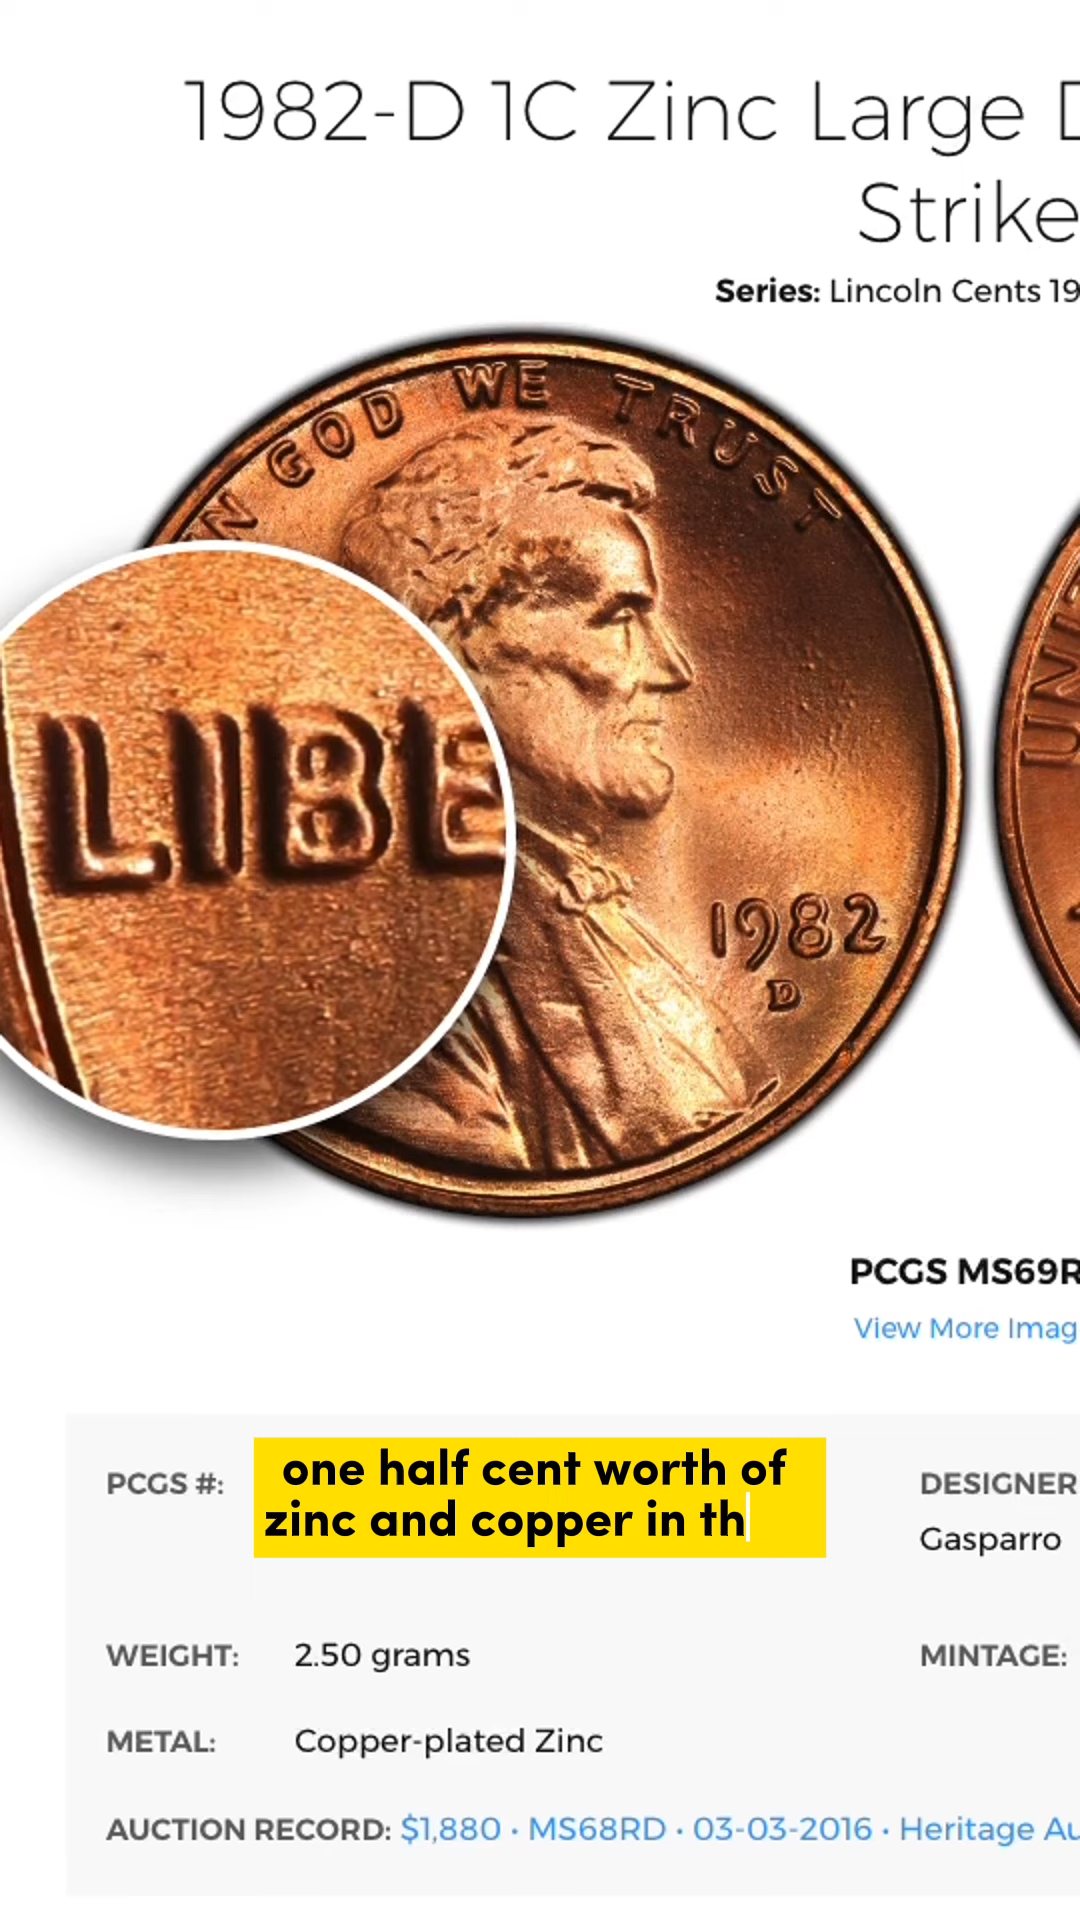 1982-D 1C Zinc Large D
Strike
Series: Lincoln Cents 19
IN GOD WE TRUST
LIBE
1982
D
UNIT
PCGS MS69R
View More Imag
PCGS #:
one half cent worth of
zinc and copper in th
DESIGNER
Gasparro
WEIGHT: 2.50 grams
MINTAGE:
METAL: Copper-plated Zinc
AUCTION RECORD: $1,880 • MS68RD • 03-03-2016 • Heritage Au